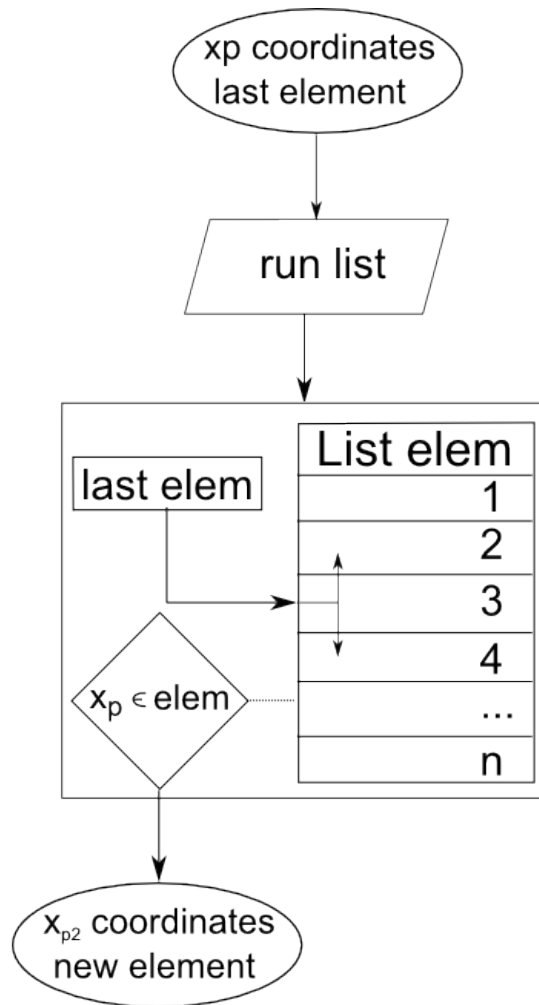 xp coordinates
last element
run list
List elem
last elem
1
2
3
4
...
n
xₚ ∈ elem
xₚ₂ coordinates
new element